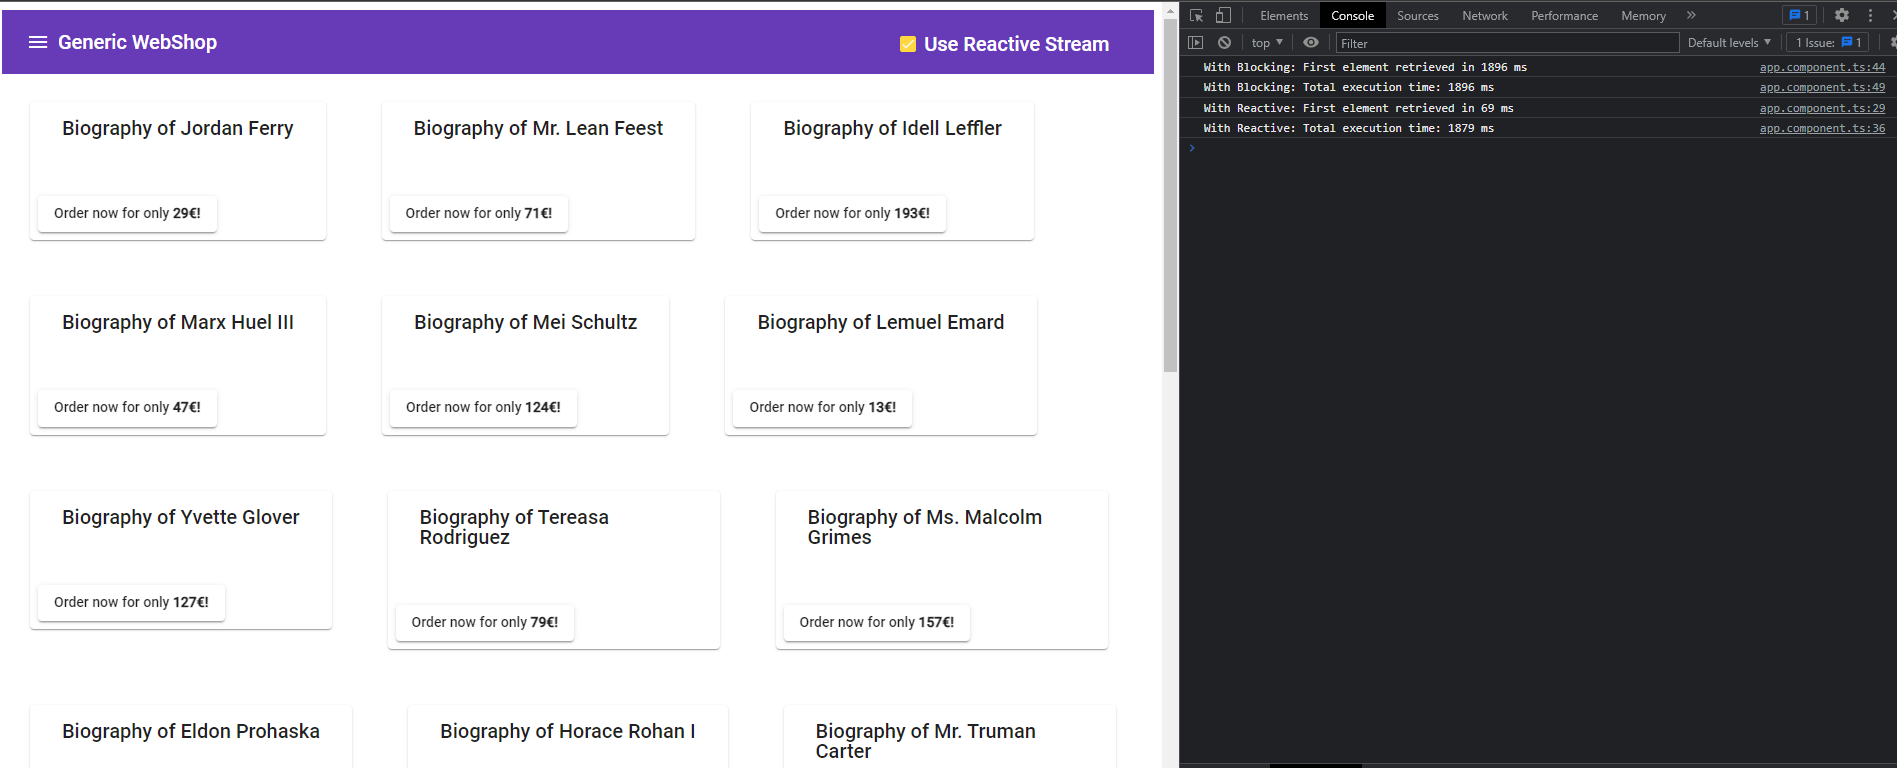 Generic WebShop
Use Reactive Stream
Biography of Jordan Ferry
Order now for only 29€!
Biography of Mr. Lean Feest
Order now for only 71€!
Biography of Idell Leffler
Order now for only 193€!
Biography of Marx Huel III
Order now for only 47€!
Biography of Mei Schultz
Order now for only 124€!
Biography of Lemuel Emard
Order now for only 13€!
Biography of Yvette Glover
Order now for only 127€!
Biography of Tereasa
Rodriguez
Order now for only 79€!
Biography of Ms. Malcolm
Grimes
Order now for only 157€!
Biography of Eldon Prohaska
Biography of Horace Rohan I
Biography of Mr. Truman
Carter
Elements Console Sources Network Performance Memory » 1
top Filter Default levels 1 Issue: 1
With Blocking: First element retrieved in 1896 ms app.component.ts:44
With Blocking: Total execution time: 1896 ms app.component.ts:49
With Reactive: First element retrieved in 69 ms app.component.ts:29
With Reactive: Total execution time: 1879 ms app.component.ts:36